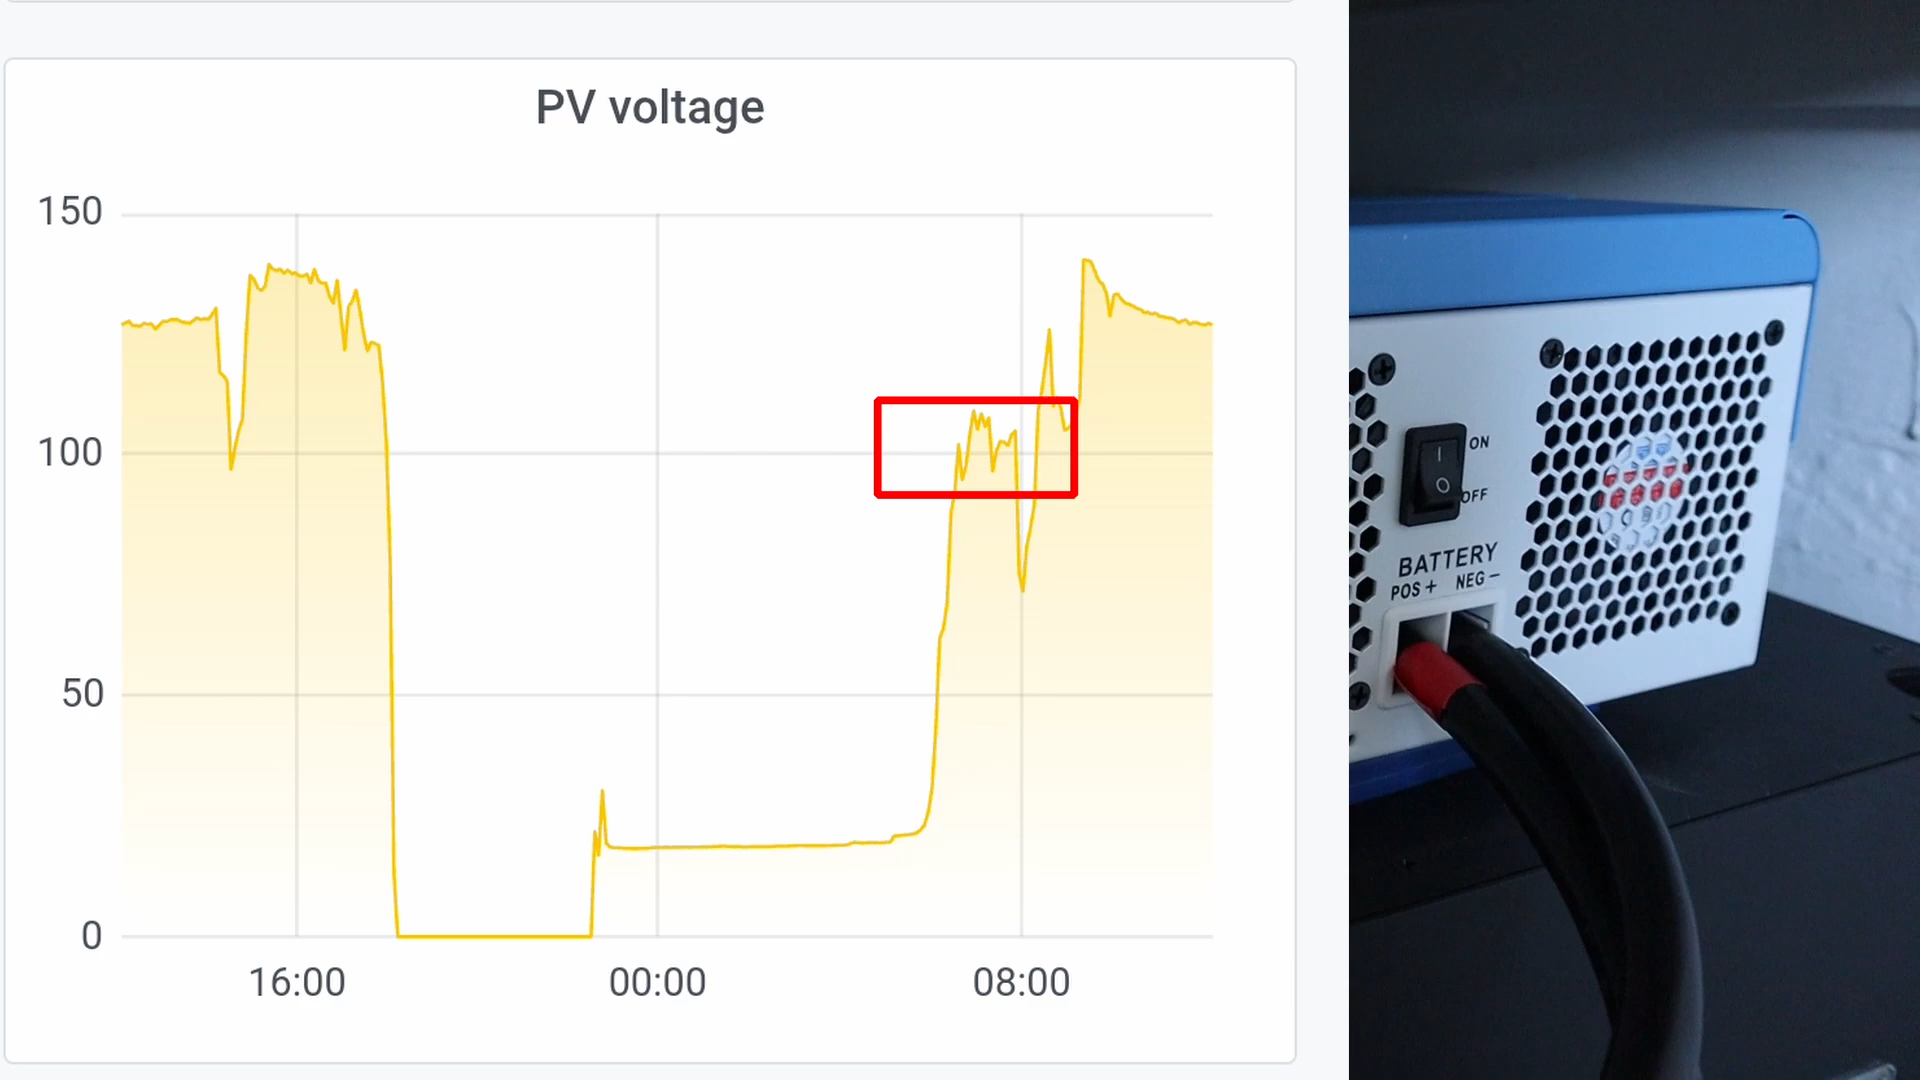 PV voltage
150
100
50
0
16:00
00:00
08:00
ON
OFF
BATTERY
POS + NEG −